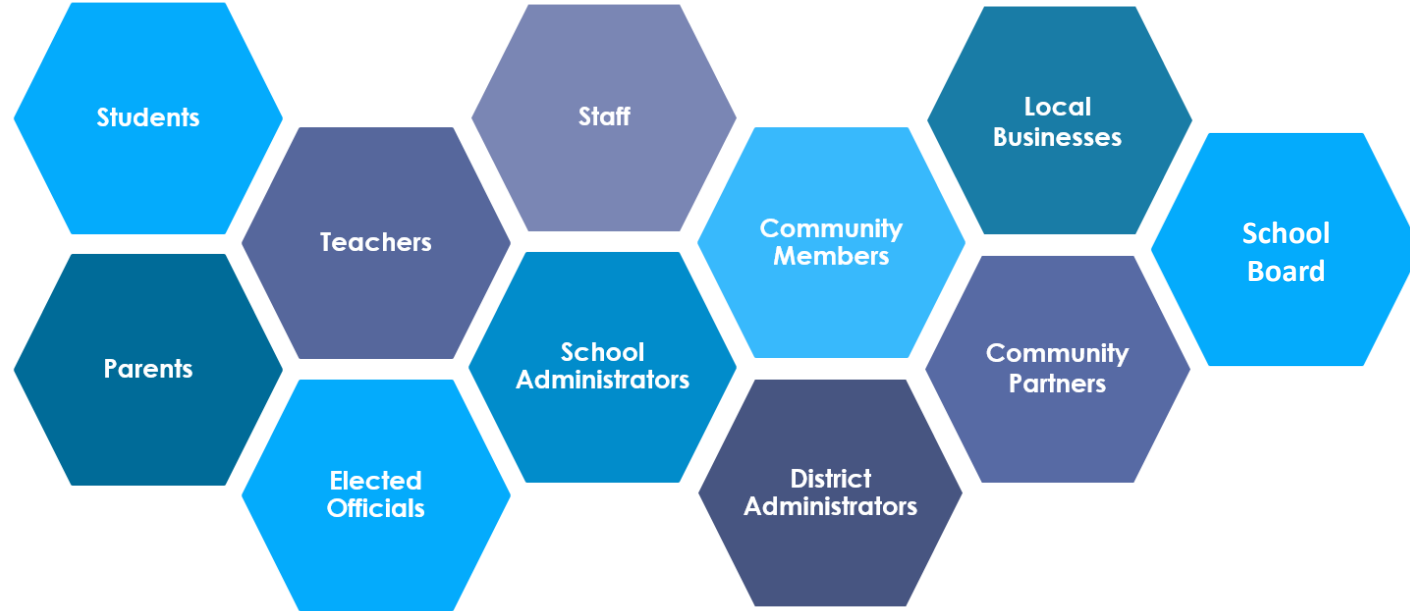 Students
Staff
Local
Businesses
Teachers
Community
Members
School
Board
Parents
School
Administrators
Community
Partners
Elected
Officials
District
Administrators